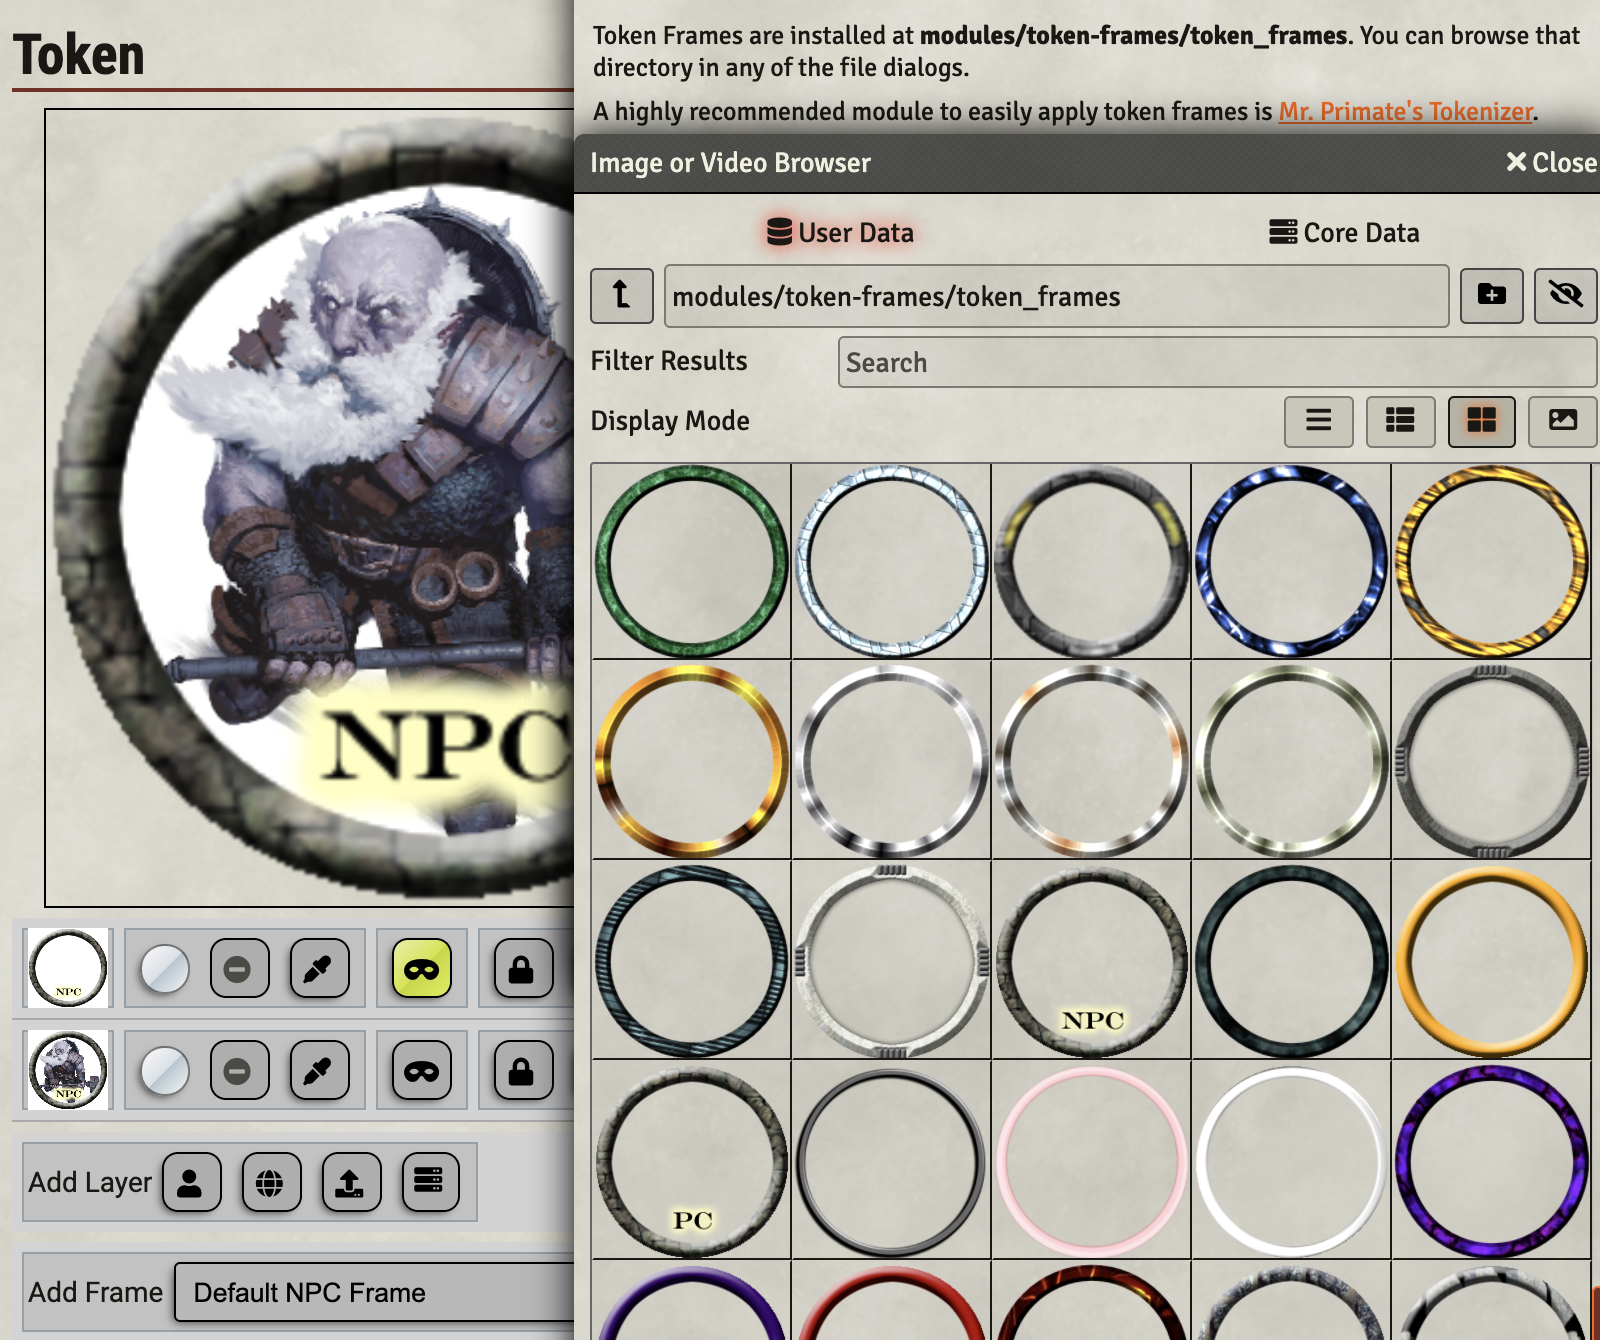 Token
NPC
NPC
NPC
Add Layer
Add Frame
Default NPC Frame
Token Frames are installed at modules/token-frames/token_frames. You can browse that
directory in any of the file dialogs.
A highly recommended module to easily apply token frames is Mr. Primate's Tokenizer.
Image or Video Browser
Close
User Data
Core Data
modules/token-frames/token_frames
Filter Results
Search
Display Mode
NPC
PC